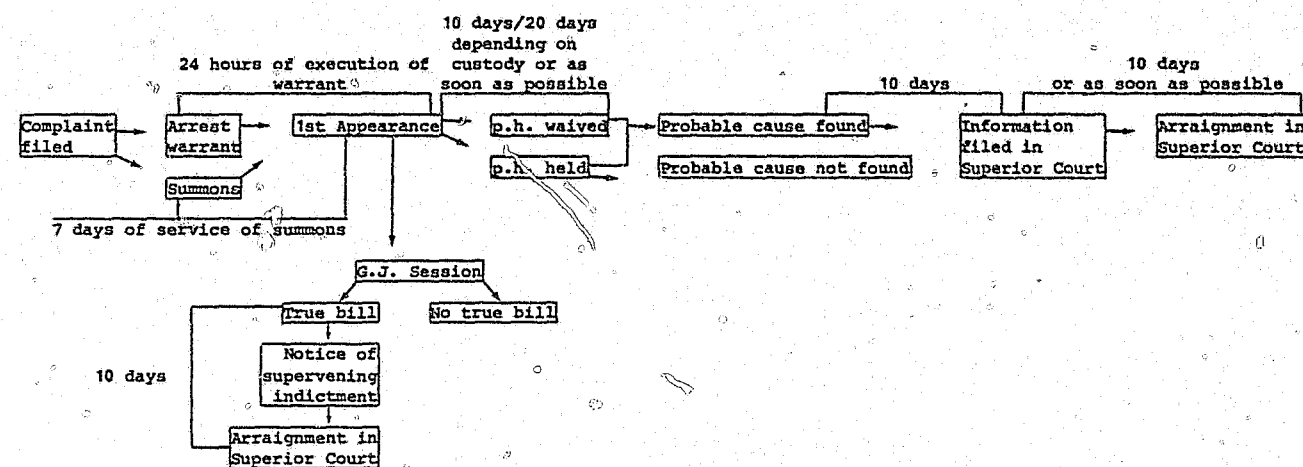 10 days/20 days
depending on
custody or as
soon as possible
24 hours of execution of
warrant
10 days
10 days
or as soon as possible
Complaint
filed
Arrest
warrant
Summons
1st Appearance
p.h. waived
p.h. held
Probable cause found
Probable cause not found
Information
filed in
Superior Court
Arraignment in
Superior Court
7 days of service of summons
G.J. Session
True bill
No true bill
Notice of
supervening
indictment
10 days
Arraignment in
Superior Court